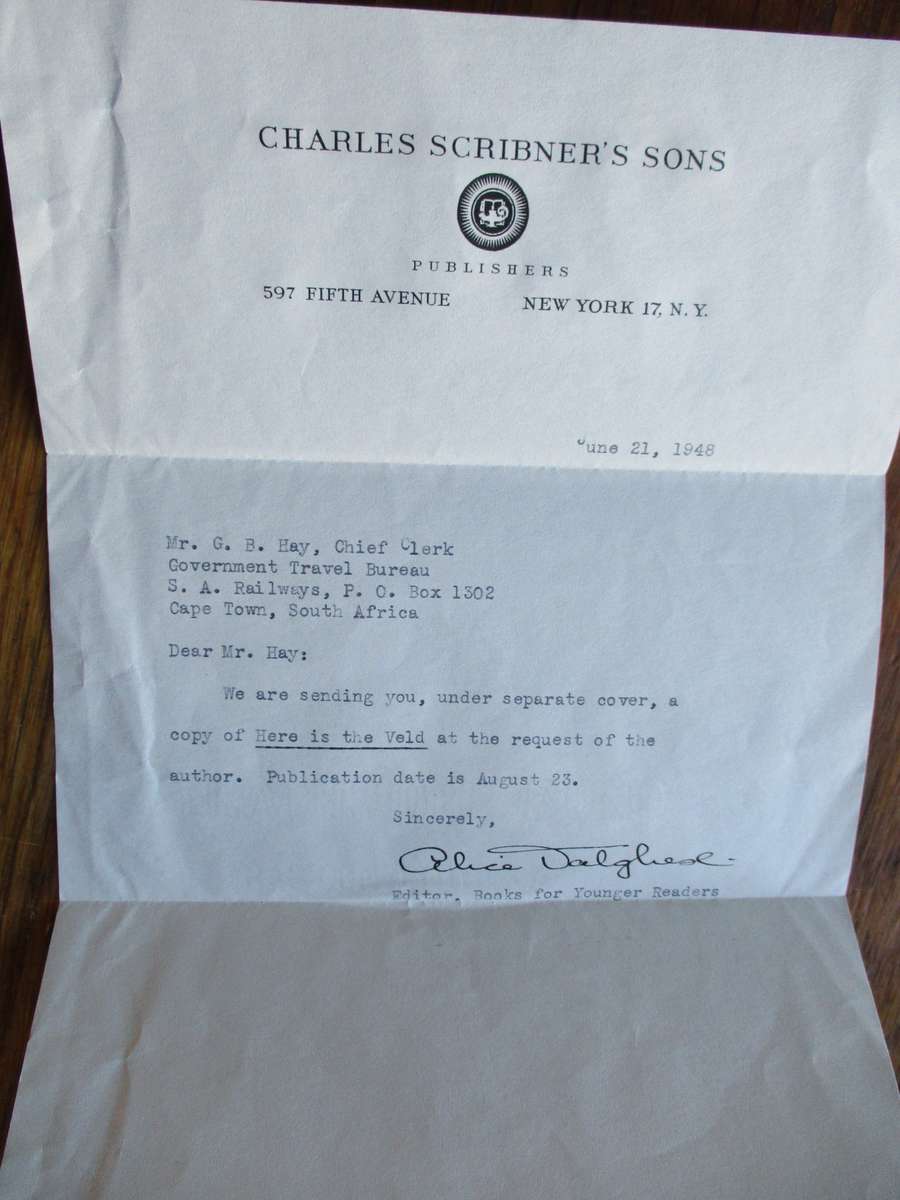 CHARLES SCRIBNER'S SONS
PUBLISHERS
597 FIFTH AVENUE NEW YORK 17, N. Y.
June 21, 1948
Mr. G. B. Hay, Chief Clerk
Government Travel Bureau
S. A. Railways, P. O. Box 1302
Cape Town, South Africa
Dear Mr. Hay:
We are sending you, under separate cover, a
copy of Here is the Veld at the request of the
author. Publication date is August 23.
Sincerely,
Alice Dalgliesh
Editor, Books for Younger Readers